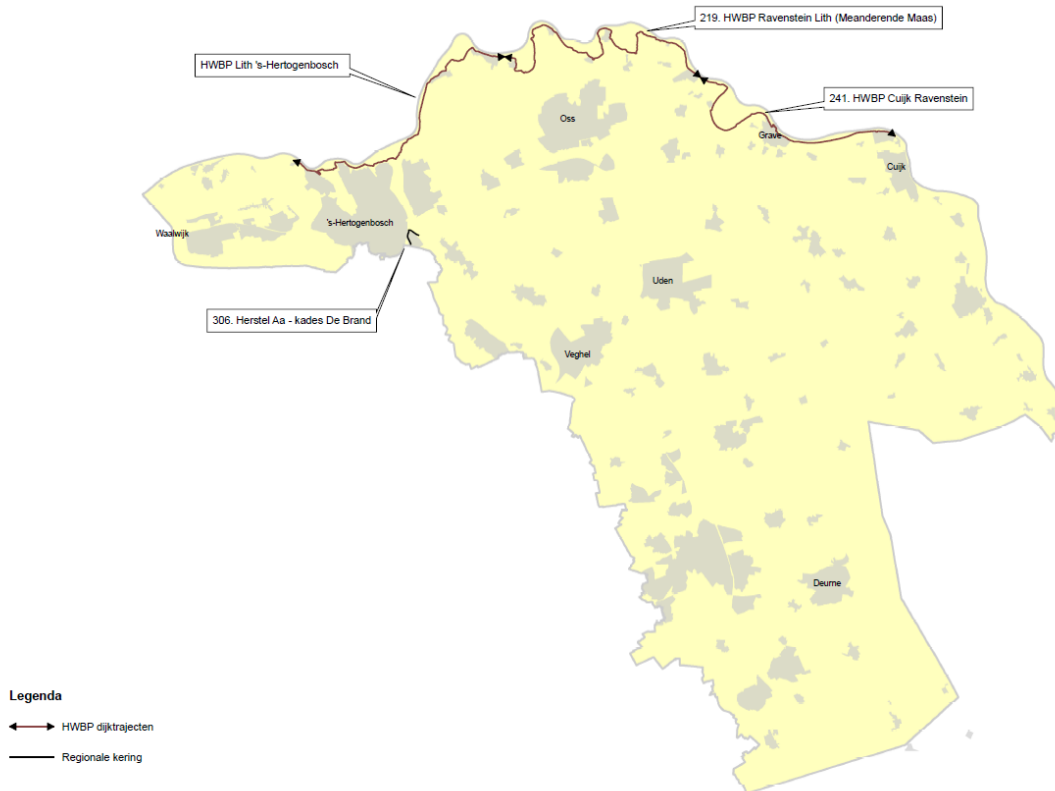 219. HWBP Ravenstein Lith (Meanderende Maas)
HWBP Lith 's-Hertogenbosch
241. HWBP Cuijk Ravenstein
Oss
Grave
Cuijk
's-Hertogenbosch
Waalwijk
Uden
306. Herstel Aa - kades De Brand
Veghel
Deurne
Legenda
HWBP dijktrajecten
Regionale kering